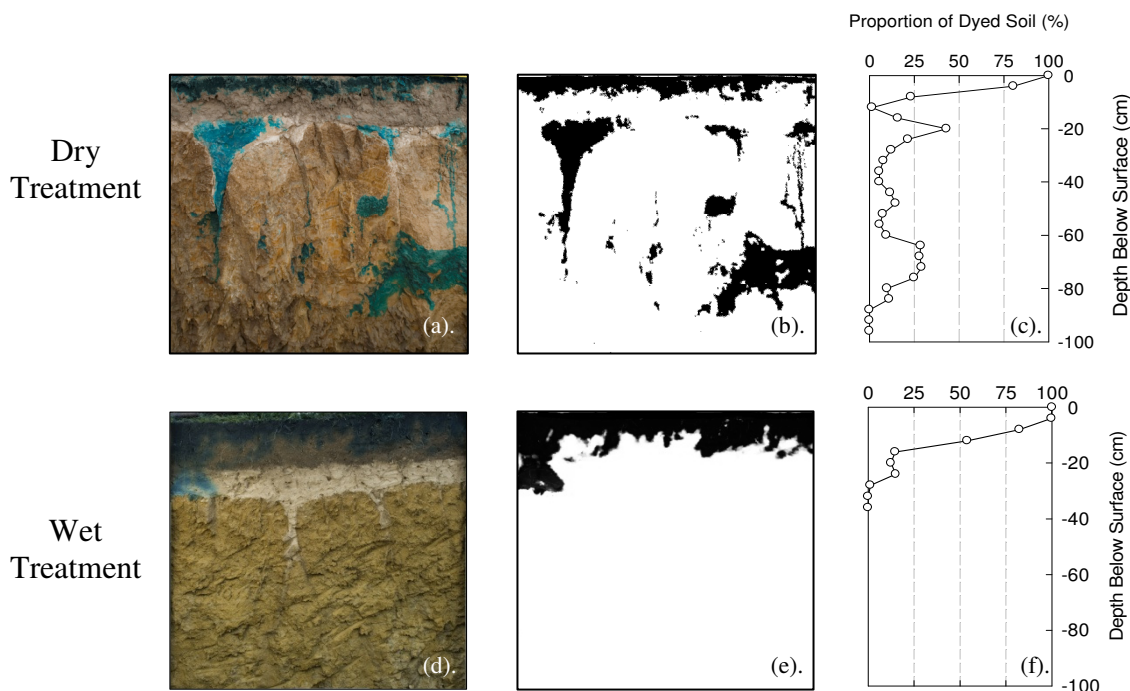 Proportion of Dyed Soil (%)
0 25 50 75 100
Dry
Treatment
(a).
(b).
(c).
0
-20
-40
-60
-80
-100
Depth Below Surface (cm)
0 25 50 75 100
Wet
Treatment
(d).
(e).
(f).
0
-20
-40
-60
-80
-100
Depth Below Surface (cm)